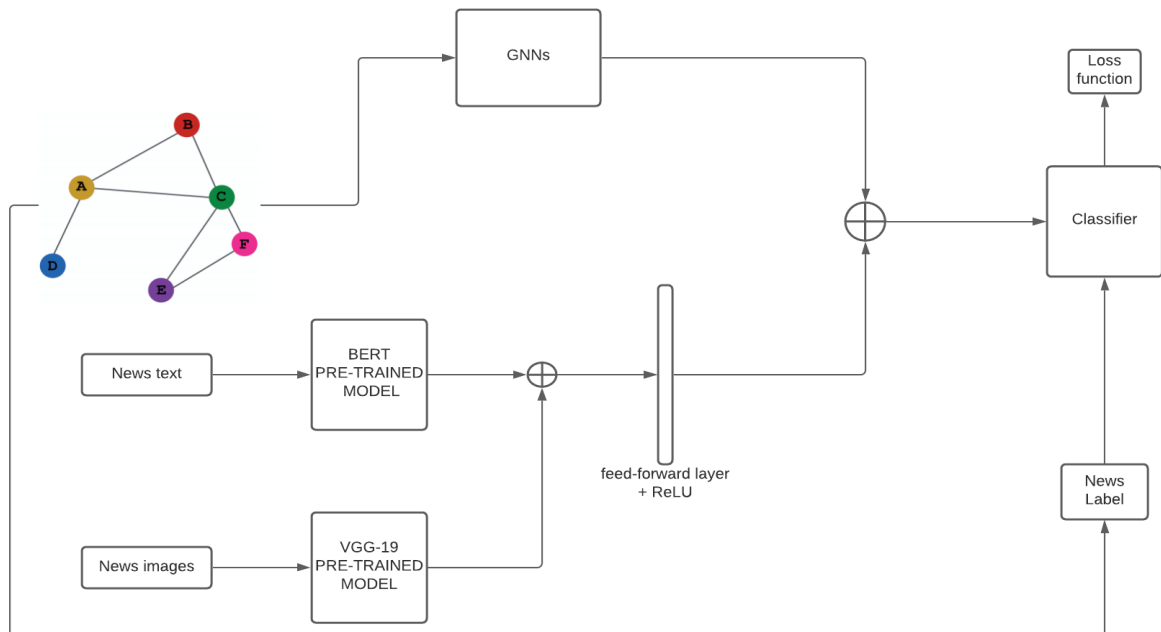 GNNs
Loss
function
B
A
C
F
D
E
Classifier
News text
BERT
PRE-TRAINED
MODEL
feed-forward layer
+ ReLU
News
Label
News images
VGG-19
PRE-TRAINED
MODEL